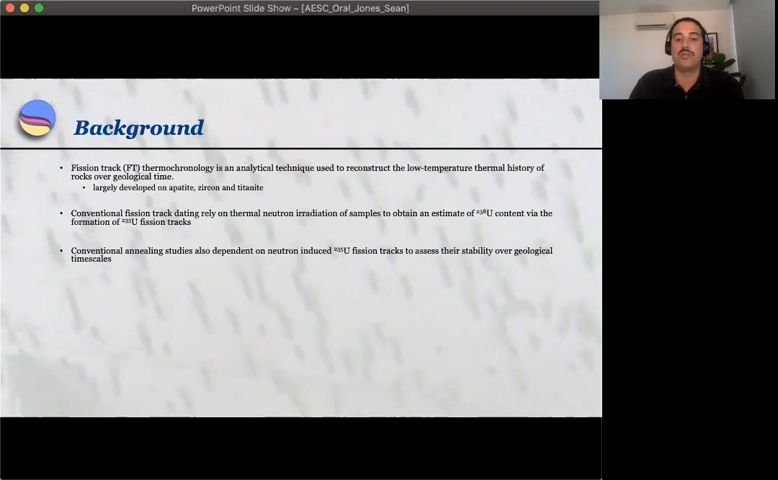 PowerPoint Slide Show – [AESC_Oral_Jones_Sean]
Background
• Fission track (FT) thermochronology is an analytical technique used to reconstruct the low-temperature thermal history of
rocks over geological time.
• largely developed on apatite, zircon and titanite
• Conventional fission track dating rely on thermal neutron irradiation of samples to obtain an estimate of ²³⁸U content via the
formation of ²³⁵U fission tracks
• Conventional annealing studies also dependent on neutron induced ²³⁵U fission tracks to assess their stability over geological
timescales